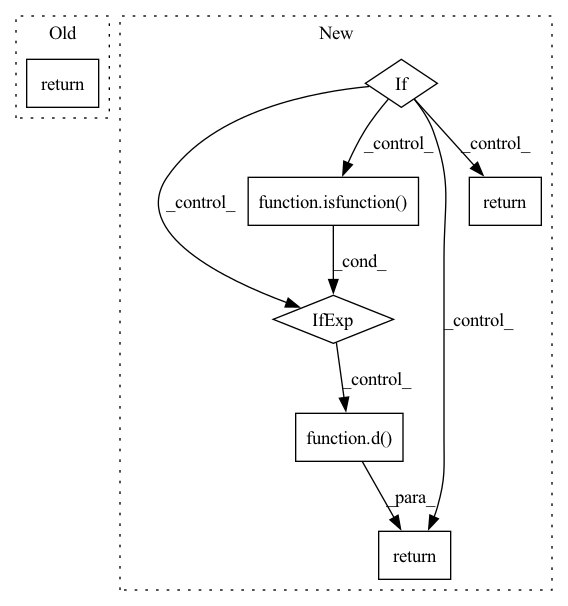 Old
New
return
If
_control_
_control_
_control_
function.isfunction()
return
_cond_
_control_
IfExp
_control_
function.d()
_para_
return